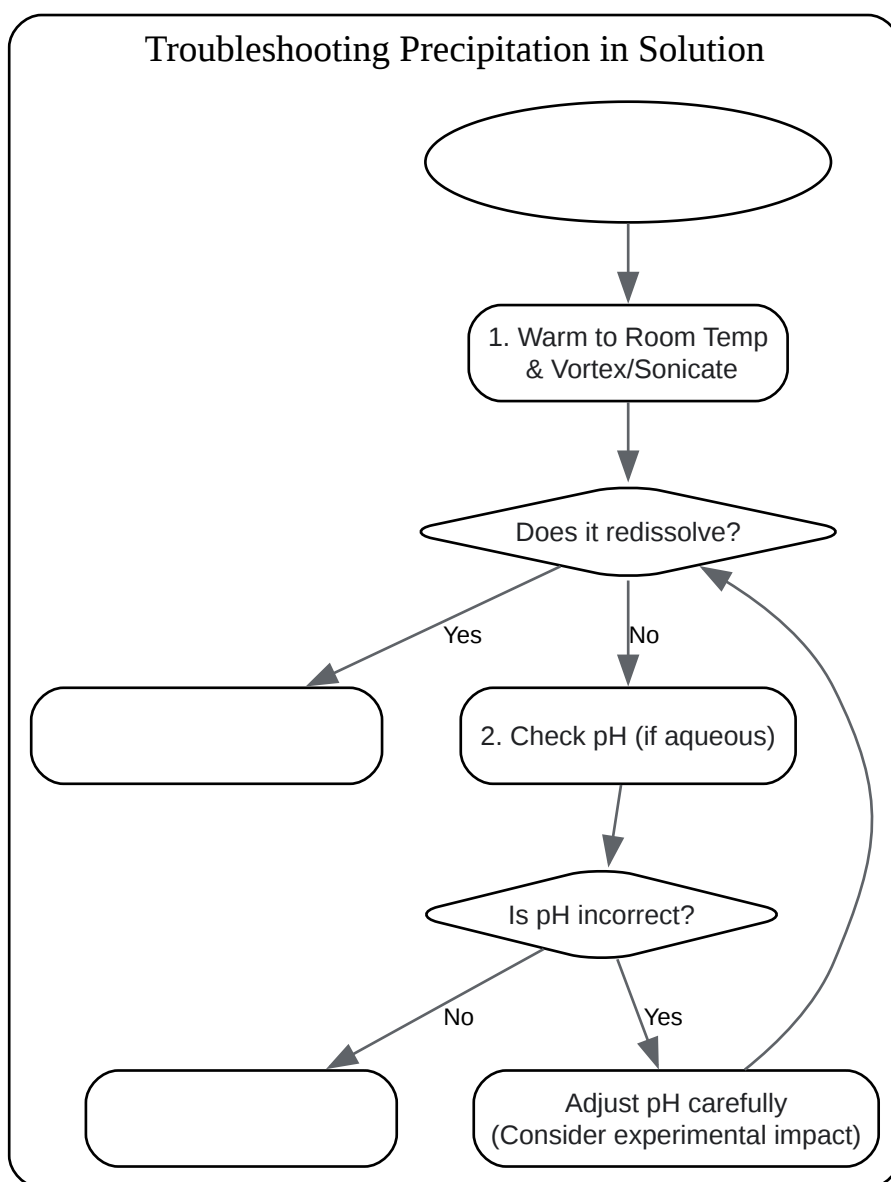 Troubleshooting Precipitation in Solution
1. Warm to Room Temp
& Vortex/Sonicate
Does it redissolve?
Yes
No
2. Check pH (if aqueous)
Is pH incorrect?
No
Yes
Adjust pH carefully
(Consider experimental impact)